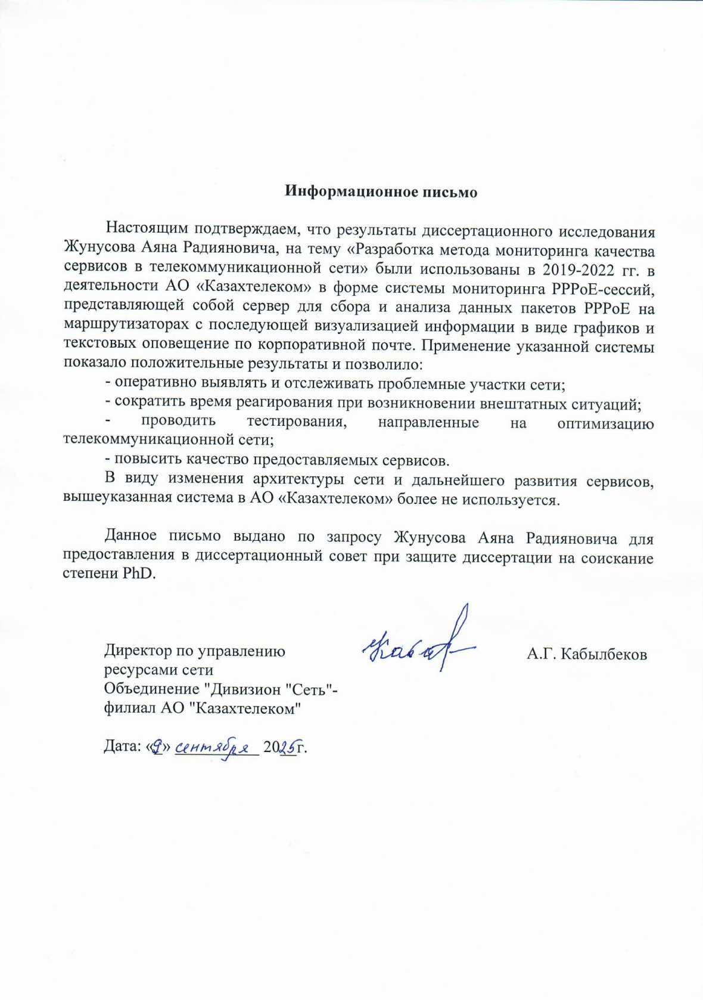 Информационное письмо
Настоящим подтверждаем, что результаты диссертационного исследования
Жунусова Аяна Радияновича, на тему «Разработка метода мониторинга качества
сервисов в телекоммуникационной сети» были использованы в 2019-2022 гг. в
деятельности АО «Казахтелеком» в форме системы мониторинга PPPoE-сессий,
представляющей собой сервер для сбора и анализа данных пакетов PPPoE на
маршрутизаторах с последующей визуализацией информации в виде графиков и
текстовых оповещение по корпоративной почте. Применение указанной системы
показало положительные результаты и позволило:
- оперативно выявлять и отслеживать проблемные участки сети;
- сократить время реагирования при возникновении внештатных ситуаций;
- проводить тестирования, направленные на оптимизацию
телекоммуникационной сети;
- повысить качество предоставляемых сервисов.
В виду изменения архитектуры сети и дальнейшего развития сервисов,
вышеуказанная система в АО «Казахтелеком» более не используется.
Данное письмо выдано по запросу Жунусова Аяна Радияновича для
предоставления в диссертационный совет при защите диссертации на соискание
степени PhD.
Директор по управлению
ресурсами сети
Объединение "Дивизион "Сеть"-
филиал АО "Казахтелеком"
А.Г. Кабылбеков
Дата: «9» сентября 2025г.